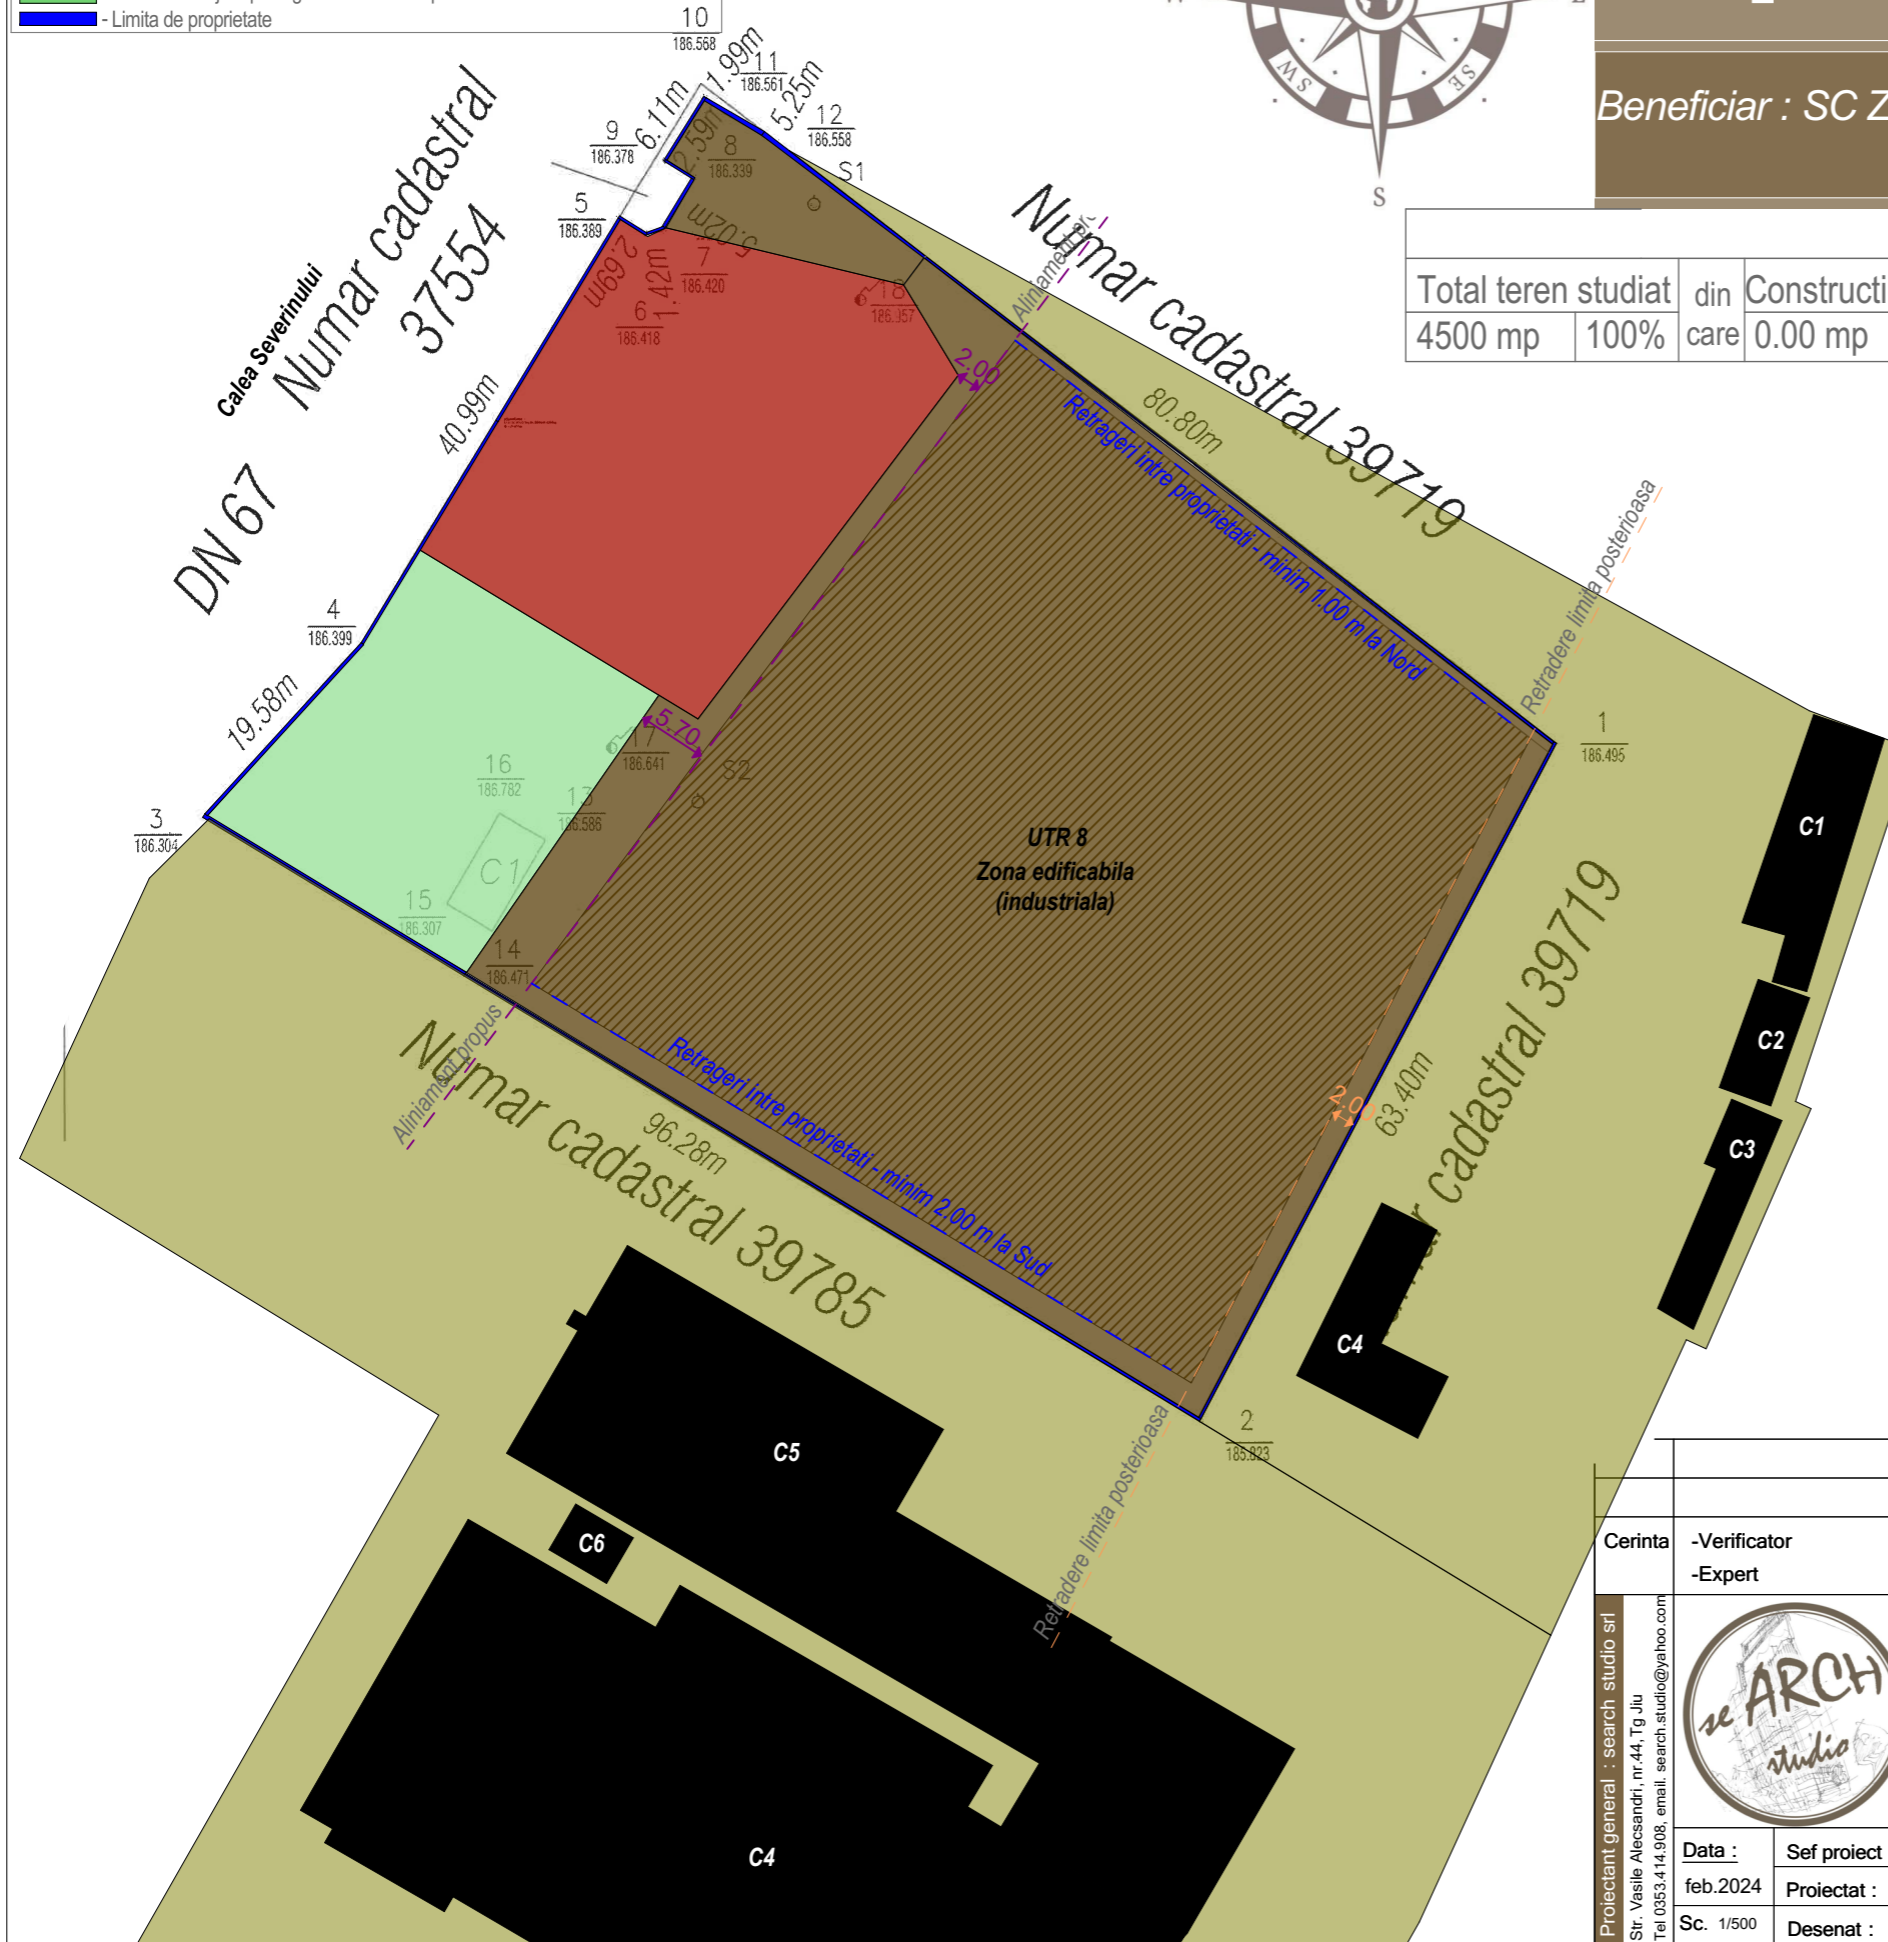 - Limita de proprietate
10
186.568
1.99m
11
186.561
5.25m
12
186.558
S1
6.11m
9
186.378
2.59m
8
186.339
5
186.389
5.02m
7
186.420
2.69m
1.42m
6
186.418
18
186.957
SW
SE
S
Beneficiar : SC Z
Total teren studiat
din care
Constructi
4500 mp
100%
0.00 mp
Numar cadastral
37554
Calea Severinului
DN 67
40.99m
4
186.399
19.58m
3
186.304
2.00
Numar cadastral 39719
80.80m
Retrageri intre proprietati - minim 1.00 m la Nord
Retradere limita posterioasa
1
186.495
5.70
17
186.641
S2
16
186.782
13
186.586
C1
15
186.307
14
186.471
UTR 8
Zona edificabila
(industriala)
C1
C2
C3
Aliniament propus
Numar cadastral 39785
96.28m
Retrageri intre proprietati - minim 2.00 m la Sud
63.40m
cadastral 39719
C4
2
185.823
Retradere limita posterioasa
C5
C6
C4
Cerinta
-Verificator
-Expert
Proiectant general : search studio srl
Str. Vasile Alecsandri, nr.44, Tg Jiu
Tel 0353.414.908, email. search.studio@yahoo.com
se ARCH
studio
Data :
Sef proiect
feb.2024
Proiectat :
Sc. 1/500
Desenat :